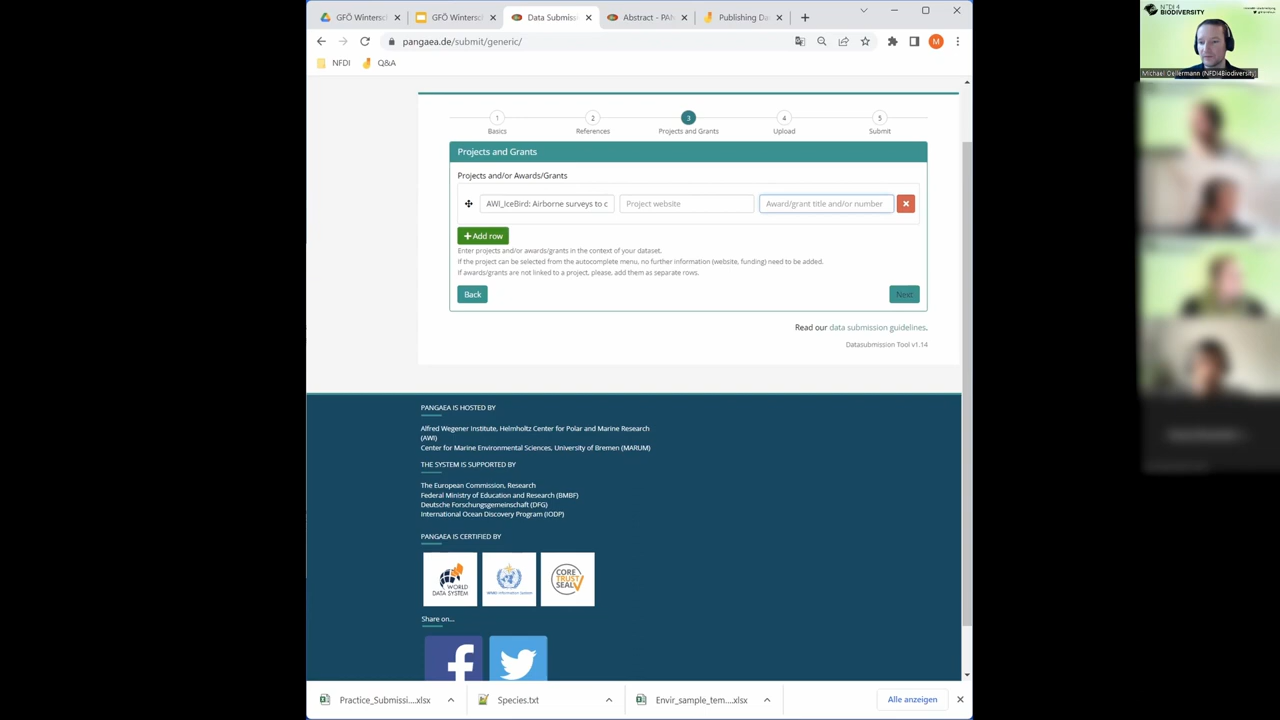 GFÖ Wintersch
GFÖ Wintersch
Data Submiss
Abstract - PAN
Publishing Da
pangaea.de/submit/generic/
M
NFDI
Q&A
1
2
3
4
5
Basics
References
Projects and Grants
Upload
Submit
Projects and Grants
Projects and/or Awards/Grants
AWI_IceBird: Airborne surveys to c
Project website
Award/grant title and/or number
Add row
Enter projects and/or awards/grants in the context of your dataset.
If the project can be selected from the autocomplete menu, no further information (website, funding) need to be added.
If awards/grants are not linked to a project, please, add them as separate rows.
Back
Next
Read our data submission guidelines.
Datasubmission Tool v1.14
PANGAEA IS HOSTED BY
Alfred Wegener Institute, Helmholtz Center for Polar and Marine Research
(AWI)
Center for Marine Environmental Sciences, University of Bremen (MARUM)
THE SYSTEM IS SUPPORTED BY
The European Commission, Research
Federal Ministry of Education and Research (BMBF)
Deutsche Forschungsgemeinschaft (DFG)
International Ocean Discovery Program (IODP)
PANGAEA IS CERTIFIED BY
WORLD
DATA SYSTEM
CORE
TRUST
SEAL
Share on...
Practice_Submissi....xlsx
Species.txt
Envir_sample_tem....xlsx
Alle anzeigen
NFDI 4
BIODIVERSITY
Michael Oellermann (NFDI4Biodiversity)